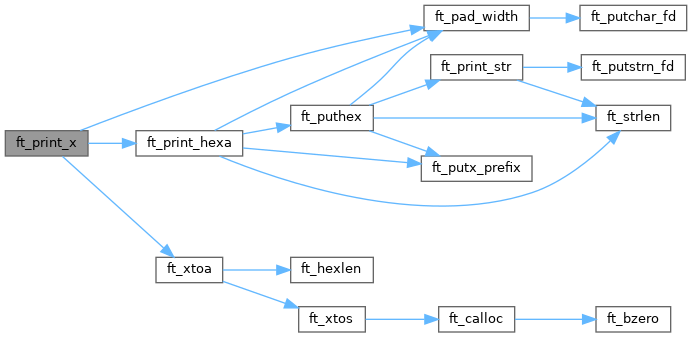 ft_pad_width
ft_putchar_fd
ft_print_str
ft_putstrn_fd
ft_puthex
ft_strlen
ft_print_x
ft_print_hexa
ft_putx_prefix
ft_xtoa
ft_hexlen
ft_xtos
ft_calloc
ft_bzero